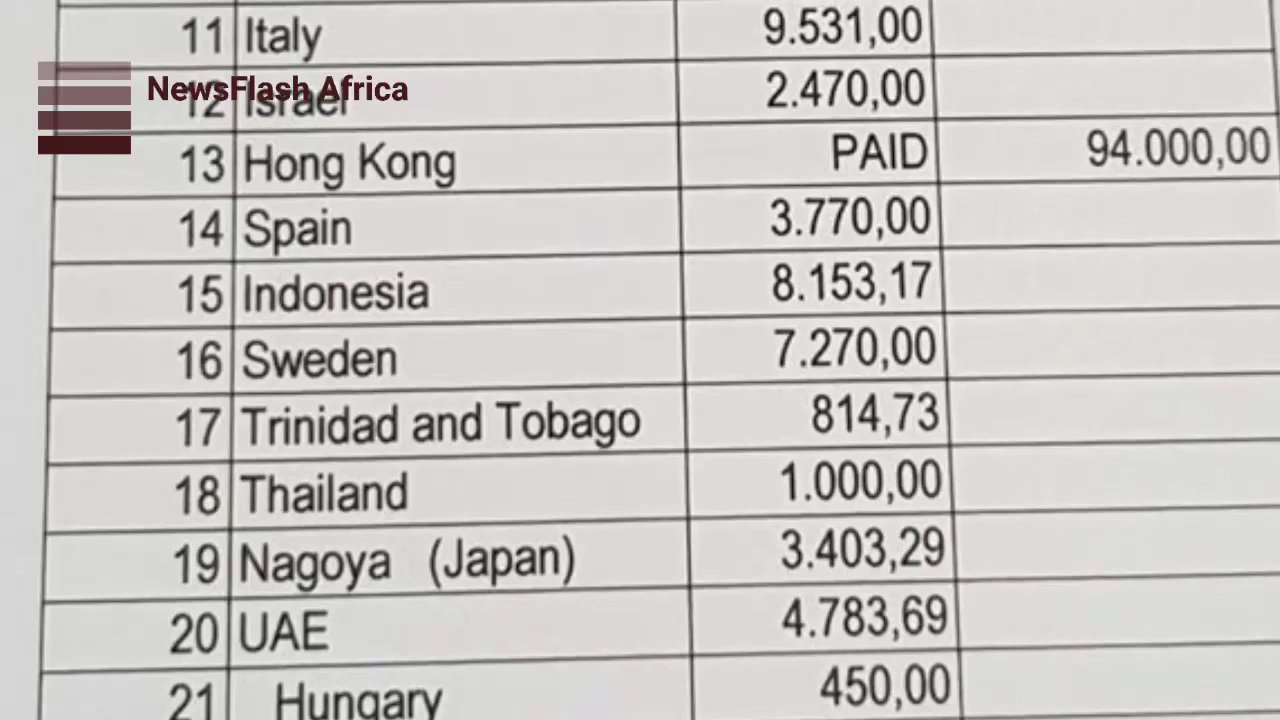 11 Italy 9.531,00
NewsFlash Africa
12 Israel 2.470,00
13 Hong Kong PAID 94.000,00
14 Spain 3.770,00
15 Indonesia 8.153,17
16 Sweden 7.270,00
17 Trinidad and Tobago 814,73
18 Thailand 1.000,00
19 Nagoya (Japan) 3.403,29
20 UAE 4.783,69
21 Hungary 450,00